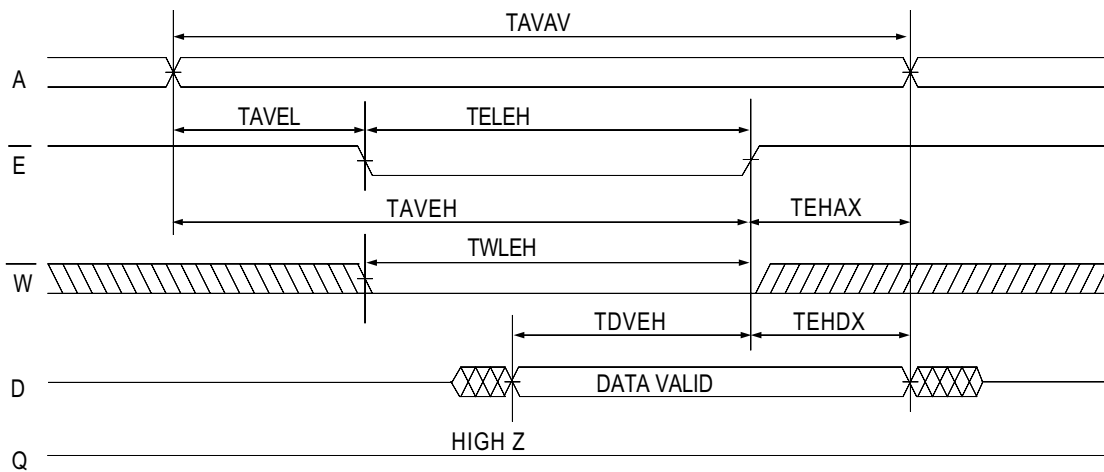 TAVAV
A
TAVEL TELEH
E
TAVEH TEHAX
TWLEH
W
TDVEH TEHDX
D DATA VALID
HIGH Z
Q